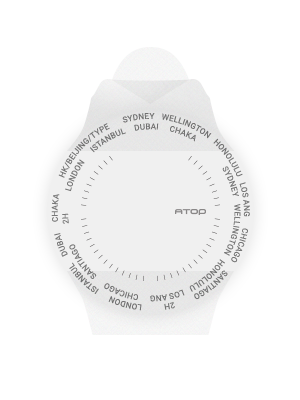 SYDNEY WELLINGTON HONOLULU LOS ANG CHICAGO SANTIAGO 2H LONDON ISTANBUL DUBAI CHAKA HK/BEIJING/TYPE
ISTANBUL DUBAI CHAKA SYDNEY WELLINGTON HONOLULU LOS ANG CHICAGO SANTIAGO 2H LONDON
ATOP